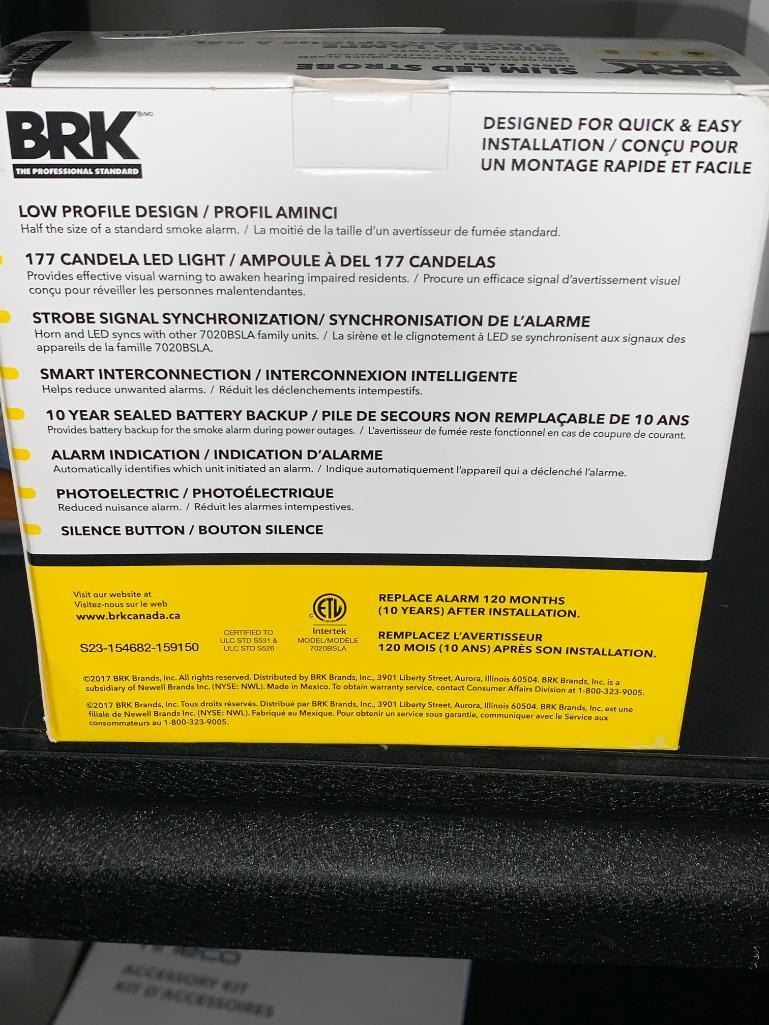 SLIM LED STROBE
BRK
BRK
THE PROFESSIONAL STANDARD
DESIGNED FOR QUICK & EASY
INSTALLATION / CONÇU POUR
UN MONTAGE RAPIDE ET FACILE
LOW PROFILE DESIGN / PROFIL AMINCI
Half the size of a standard smoke alarm. / La moitié de la taille d'un avertisseur de fumée standard.
177 CANDELA LED LIGHT / AMPOULE À DEL 177 CANDELAS
Provides effective visual warning to awaken hearing impaired residents. / Procure un efficace signal d'avertissement visuel
conçu pour réveiller les personnes malentendantes.
STROBE SIGNAL SYNCHRONIZATION/ SYNCHRONISATION DE L'ALARME
Horn and LED syncs with other 7020BSLA family units. / La sirène et le clignotement à LED se synchronisent aux signaux des
appareils de la famille 7020BSLA.
SMART INTERCONNECTION / INTERCONNEXION INTELLIGENTE
Helps reduce unwanted alarms. / Réduit les déclenchements intempestifs.
10 YEAR SEALED BATTERY BACKUP / PILE DE SECOURS NON REMPLAÇABLE DE 10 ANS
Provides battery backup for the smoke alarm during power outages. / L'avertisseur de fumée reste fonctionnel en cas de coupure de courant.
ALARM INDICATION / INDICATION D'ALARME
Automatically identifies which unit initiated an alarm. / Indique automatiquement l'appareil qui a déclenché l'alarme.
PHOTOELECTRIC / PHOTOÉLECTRIQUE
Reduced nuisance alarm. / Réduit les alarmes intempestives.
SILENCE BUTTON / BOUTON SILENCE
Visit our website at
Visitez-nous sur le web
www.brkcanada.ca
S23-154682-159150
CERTIFIED TO
ULC STD S531 &
ULC STD S526
ETL
Intertek
MODEL/MODÈLE
7020BSLA
REPLACE ALARM 120 MONTHS
(10 YEARS) AFTER INSTALLATION.
REMPLACEZ L'AVERTISSEUR
120 MOIS (10 ANS) APRÈS SON INSTALLATION.
©2017 BRK Brands, Inc. All rights reserved. Distributed by BRK Brands, Inc., 3901 Liberty Street, Aurora, Illinois 60504. BRK Brands, Inc. is a
subsidiary of Newell Brands Inc. (NYSE: NWL). Made in Mexico. To obtain warranty service, contact Consumer Affairs Division at 1-800-323-9005.
©2017 BRK Brands, Inc. Tous droits réservés. Distribué par BRK Brands, Inc., 3901 Liberty Street, Aurora, Illinois 60504. BRK Brands, Inc. est une
filiale de Newell Brands Inc. (NYSE: NWL). Fabriqué au Mexique. Pour obtenir un service sous garantie, communiquer avec le Service aux
consommateurs au 1-800-323-9005.
ACCESSORY KIT
KIT D'ACCESSOIRES